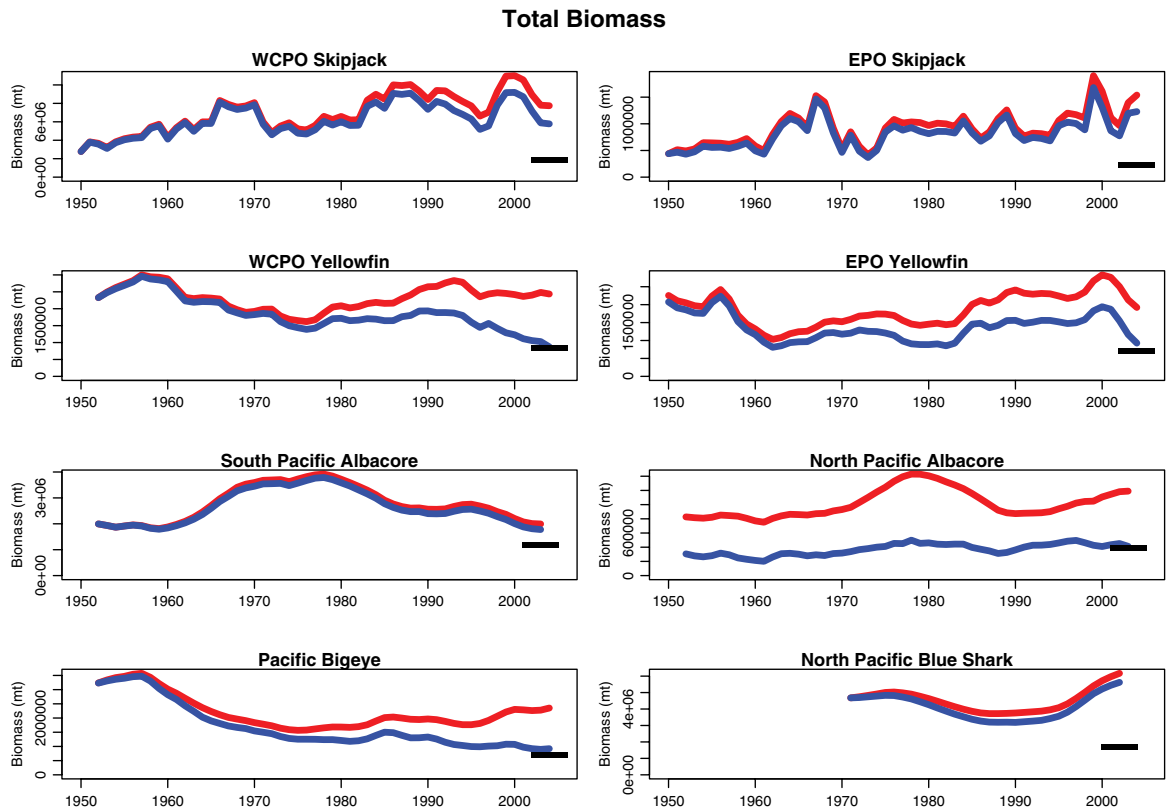 Total Biomass
WCPO Skipjack
Biomass (mt)
0e+00 6e+06
1950 1960 1970 1980 1990 2000
EPO Skipjack
Biomass (mt)
0 1000000
1950 1960 1970 1980 1990 2000
WCPO Yellowfin
Biomass (mt)
0 1500000
1950 1960 1970 1980 1990 2000
EPO Yellowfin
Biomass (mt)
0 1500000
1950 1960 1970 1980 1990 2000
South Pacific Albacore
Biomass (mt)
0e+00 3e+06
1950 1960 1970 1980 1990 2000
North Pacific Albacore
Biomass (mt)
0 600000
1950 1960 1970 1980 1990 2000
Pacific Bigeye
Biomass (mt)
0 2000000
1950 1960 1970 1980 1990 2000
North Pacific Blue Shark
Biomass (mt)
0e+00 4e+06
1950 1960 1970 1980 1990 2000